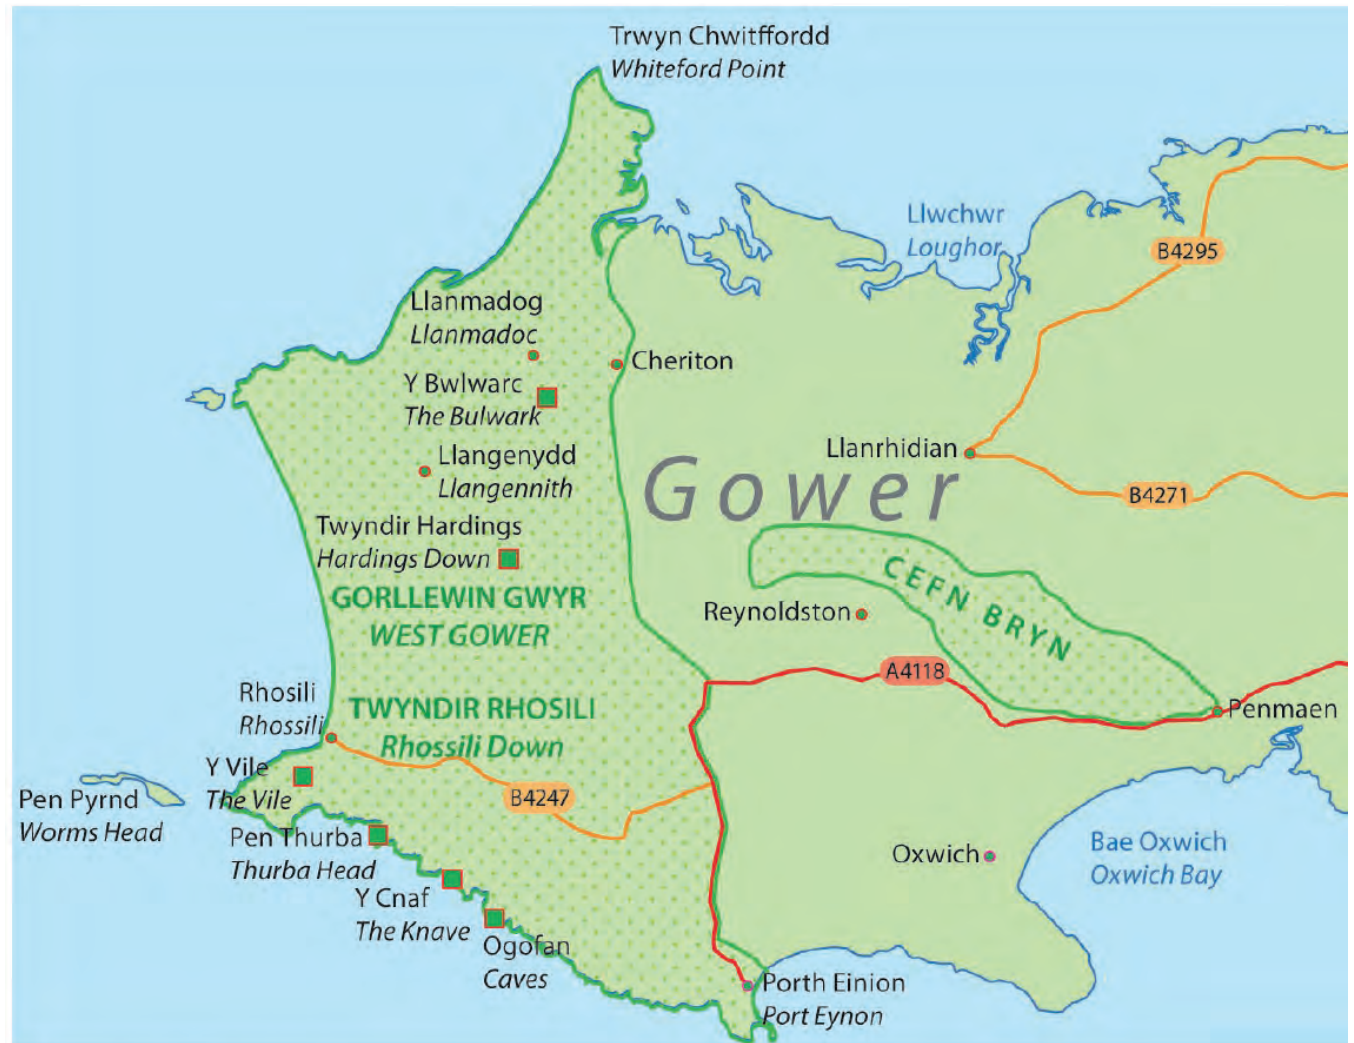 Trwyn Chwitffordd
Whiteford Point
Llwchwr
Loughor
B4295
Llanmadog
Llanmadoc
Cheriton
Y Bwlwarc
The Bulwark
Llangenydd
Llangennith
Llanrhidian
Gower
B4271
Twyndir Hardings
Hardings Down
GORLLEWIN GWYR
WEST GOWER
CEFN BRYN
Reynoldston
A4118
Rhosili
Rhossili
TWYNDIR RHOSILI
Rhossili Down
Penmaen
Y Vile
The Vile
B4247
Pen Pyrnd
Worms Head
Pen Thurba
Thurba Head
Oxwich
Bae Oxwich
Oxwich Bay
Y Cnaf
The Knave
Ogofan
Caves
Porth Einion
Port Eynon